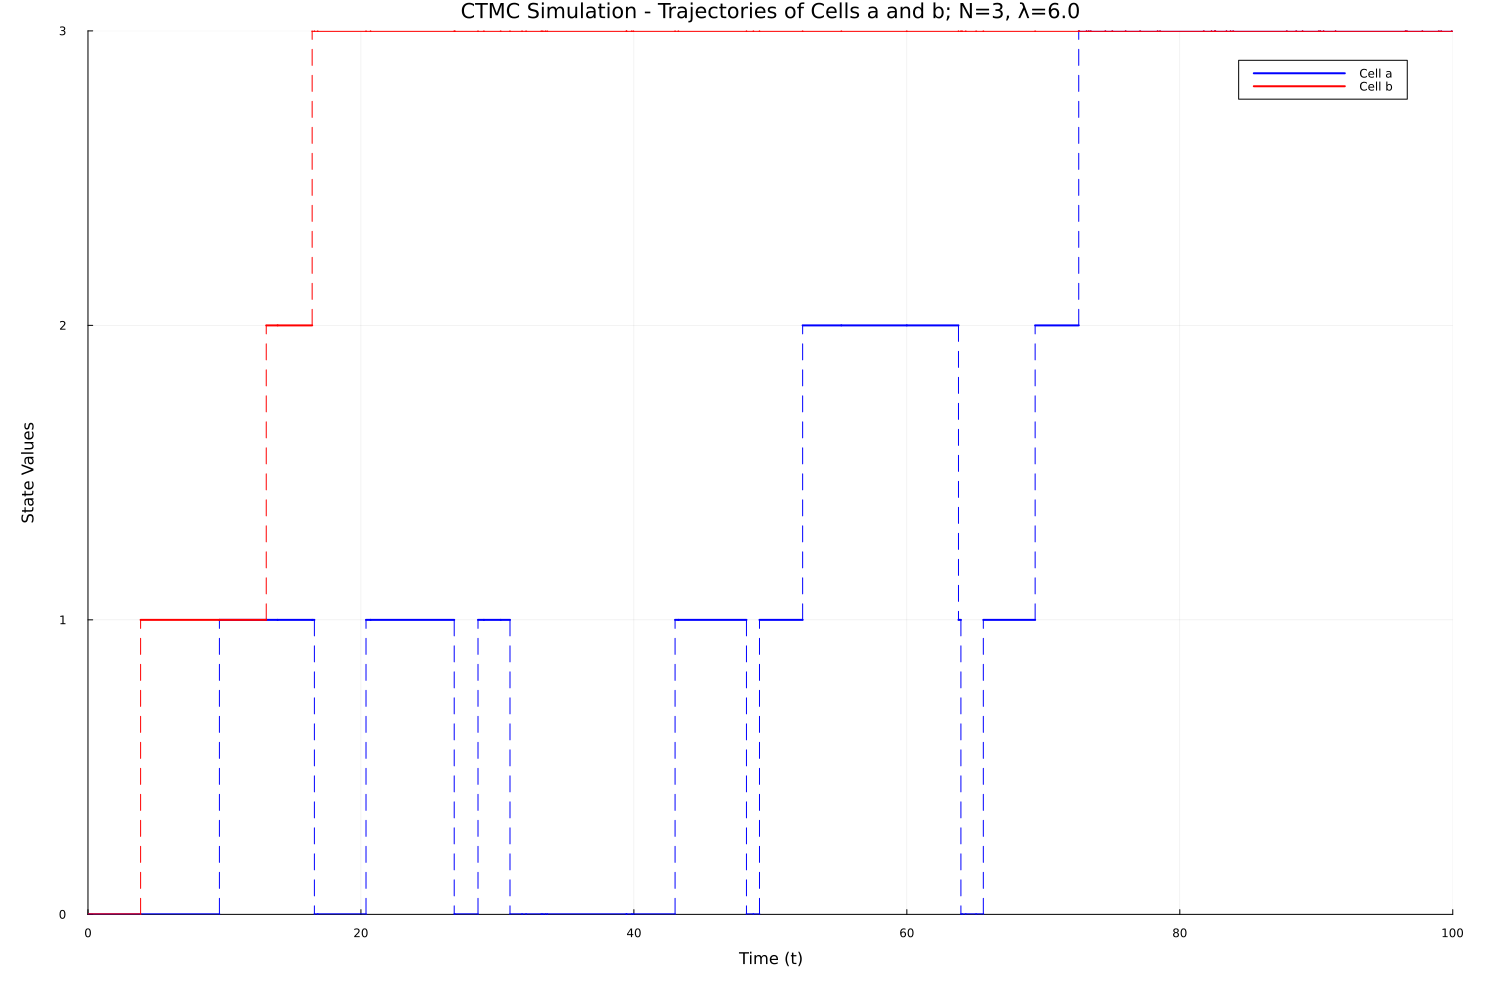 CTMC Simulation - Trajectories of Cells a and b; N=3, λ=6.0
3
Cell a
Cell b
2
State Values
1
0
0 20 40 60 80 100
Time (t)